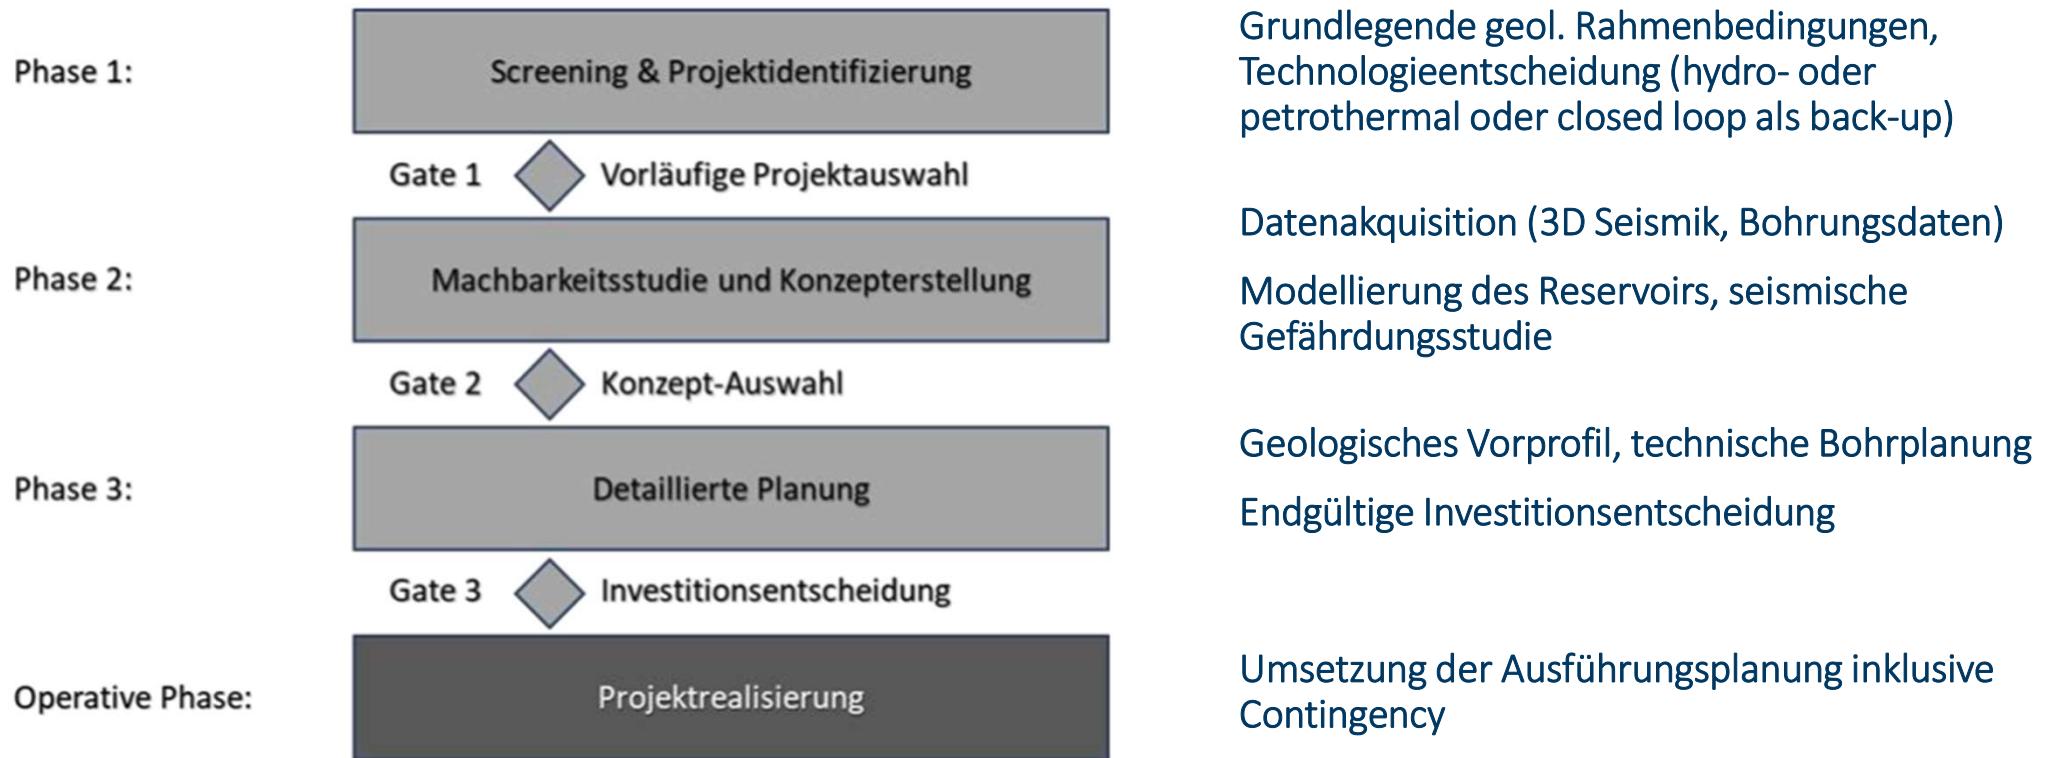 Phase 1:
Screening & Projektidentifizierung
Grundlegende geol. Rahmenbedingungen,
Technologieentscheidung (hydro- oder
petrothermal oder closed loop als back-up)
Gate 1 Vorläufige Projektauswahl
Phase 2:
Machbarkeitsstudie und Konzepterstellung
Datenakquisition (3D Seismik, Bohrungsdaten)
Modellierung des Reservoirs, seismische
Gefährdungsstudie
Gate 2 Konzept-Auswahl
Phase 3:
Detaillierte Planung
Geologisches Vorprofil, technische Bohrplanung
Endgültige Investitionsentscheidung
Gate 3 Investitionsentscheidung
Operative Phase:
Projektrealisierung
Umsetzung der Ausführungsplanung inklusive
Contingency